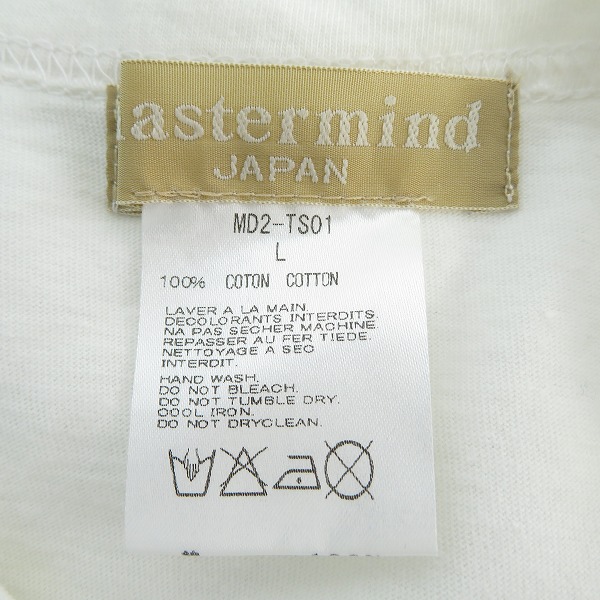 astermind
JAPAN
MD2-TS01
L
100% COTON COTTON
LAVER A LA MAIN.
DECOLORANTS INTERDITS.
NA PAS SECHER MACHINE.
REPASSER AU FER TIEDE.
NETTOYAGE A SEC
INTERDIT.
HAND WASH.
DO NOT BLEACH.
DO NOT TUMBLE DRY.
COOL IRON.
DO NOT DRYCLEAN.